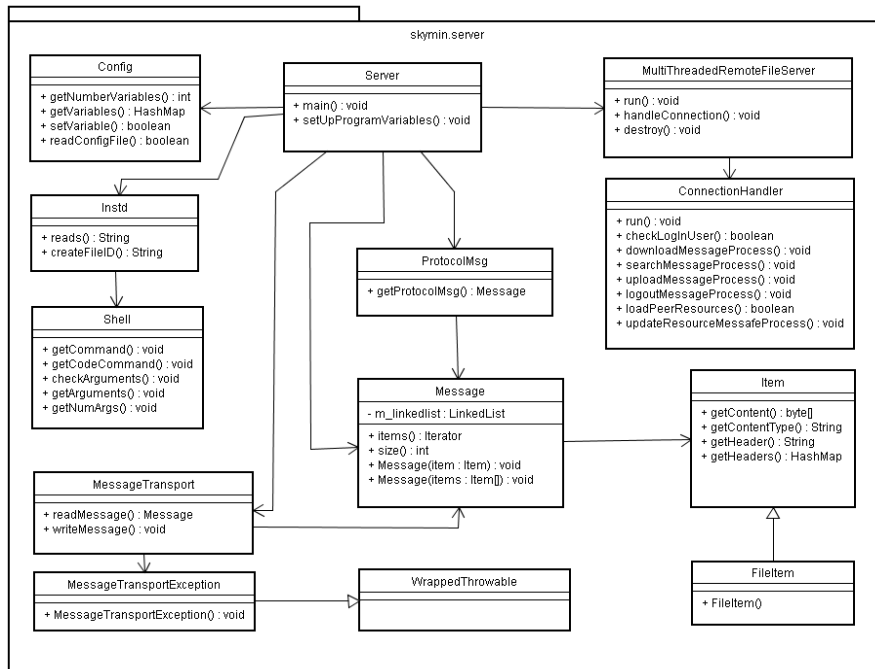 skymin.server
Config
+ getNumberVariables() : int
+ getVariables() : HashMap
+ setVariable() : boolean
+ readConfigFile() : boolean
Server
+ main() : void
+ setUpProgramVariables() : void
MultiThreadedRemoteFileServer
+ run() : void
+ handleConnection() : void
+ destroy() : void
Instd
+ reads() : String
+ createFileID() : String
ConnectionHandler
+ run() : void
+ checkLogInUser() : boolean
+ downloadMessageProcess() : void
+ searchMessageProcess() : void
+ uploadMessageProcess() : void
+ logoutMessageProcess() : void
+ loadPeerResources() : boolean
+ updateResourceMessafeProcess() : void
ProtocolMsg
+ getProtocolMsg() : Message
Shell
+ getCommand() : void
+ getCodeCommand() : void
+ checkArguments() : void
+ getArguments() : void
+ getNumArgs() : void
Message
- m_linkedlist : LinkedList
+ items() : Iterator
+ size() : int
+ Message(item : Item) : void
+ Message(items : Item[]) : void
Item
+ getContent() : byte[]
+ getContentType() : String
+ getHeader() : String
+ getHeaders() : HashMap
MessageTransport
+ readMessage() : Message
+ writeMessage() : void
MessageTransportException
+ MessageTransportException() : void
WrappedThrowable
FileItem
+ FileItem()